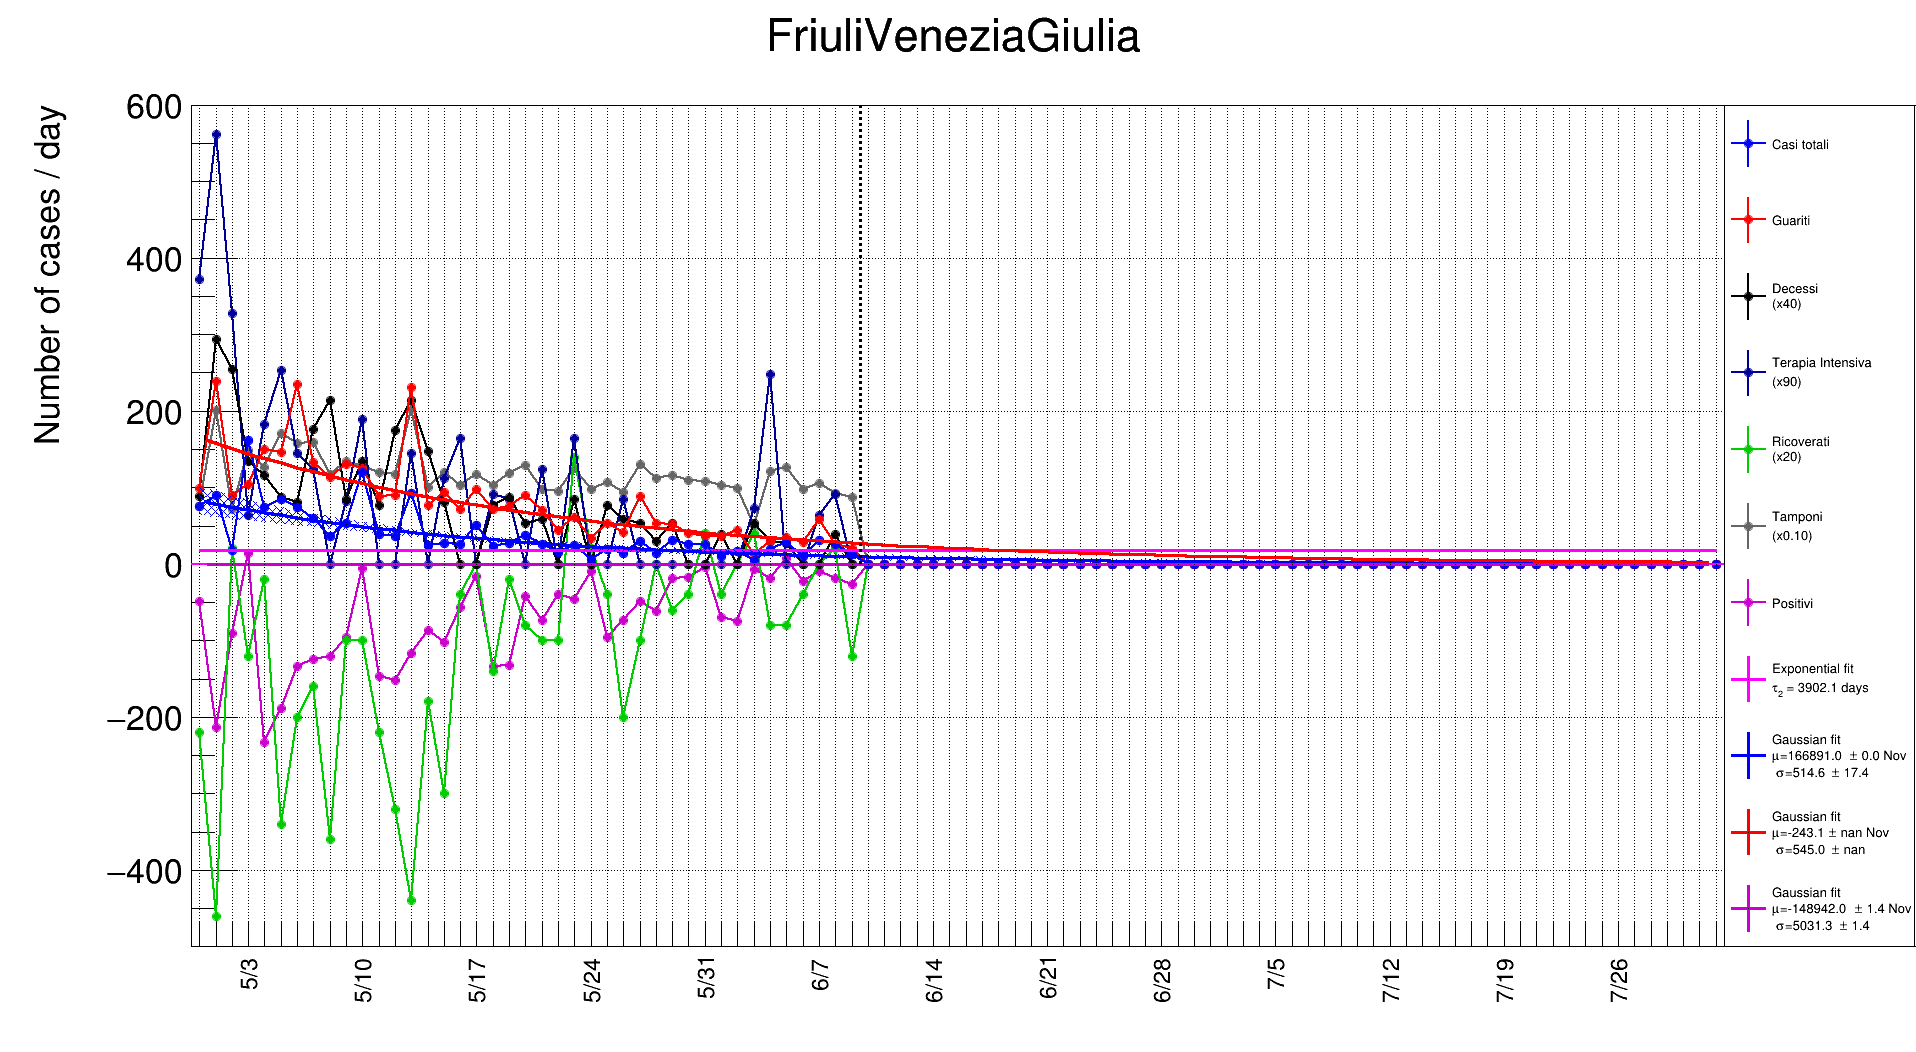 FriuliVeneziaGiulia
Number of cases / day
600
400
200
0
−200
−400
5/3
5/10
5/17
5/24
5/31
6/7
6/14
6/21
6/28
7/5
7/12
7/19
7/26
Casi totali
Guariti
Decessi
(x40)
Terapia Intensiva
(x90)
Ricoverati
(x20)
Tamponi
(x0.10)
Positivi
Exponential fit
τ2 = 3902.1 days
Gaussian fit
μ=166891.0 ± 0.0 Nov
σ=514.6 ± 17.4
Gaussian fit
μ=-243.1 ± nan Nov
σ=545.0 ± nan
Gaussian fit
μ=-148942.0 ± 1.4 Nov
σ=5031.3 ± 1.4